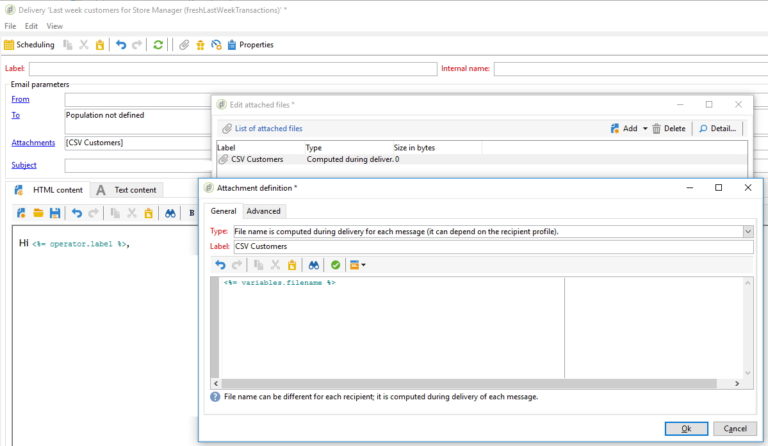 Delivery 'Last week customers for Store Manager (freshLastWeekTransactions)' *
File Edit View
Scheduling Properties
Label: Internal name:
Email parameters
From
To Population not defined
Attachments [CSV Customers]
Subject
HTML content Text content
B
Hi <%= operator.label %>,
Edit attached files *
List of attached files Add Delete Detail...
Label Type Size in bytes
CSV Customers Computed during deliver. 0
Attachment definition *
General Advanced
Type: File name is computed during delivery for each message (it can depend on the recipient profile).
Label: CSV Customers
<%= variables.filename %>
File name can be different for each recipient; it is computed during delivery of each message.
Ok Cancel